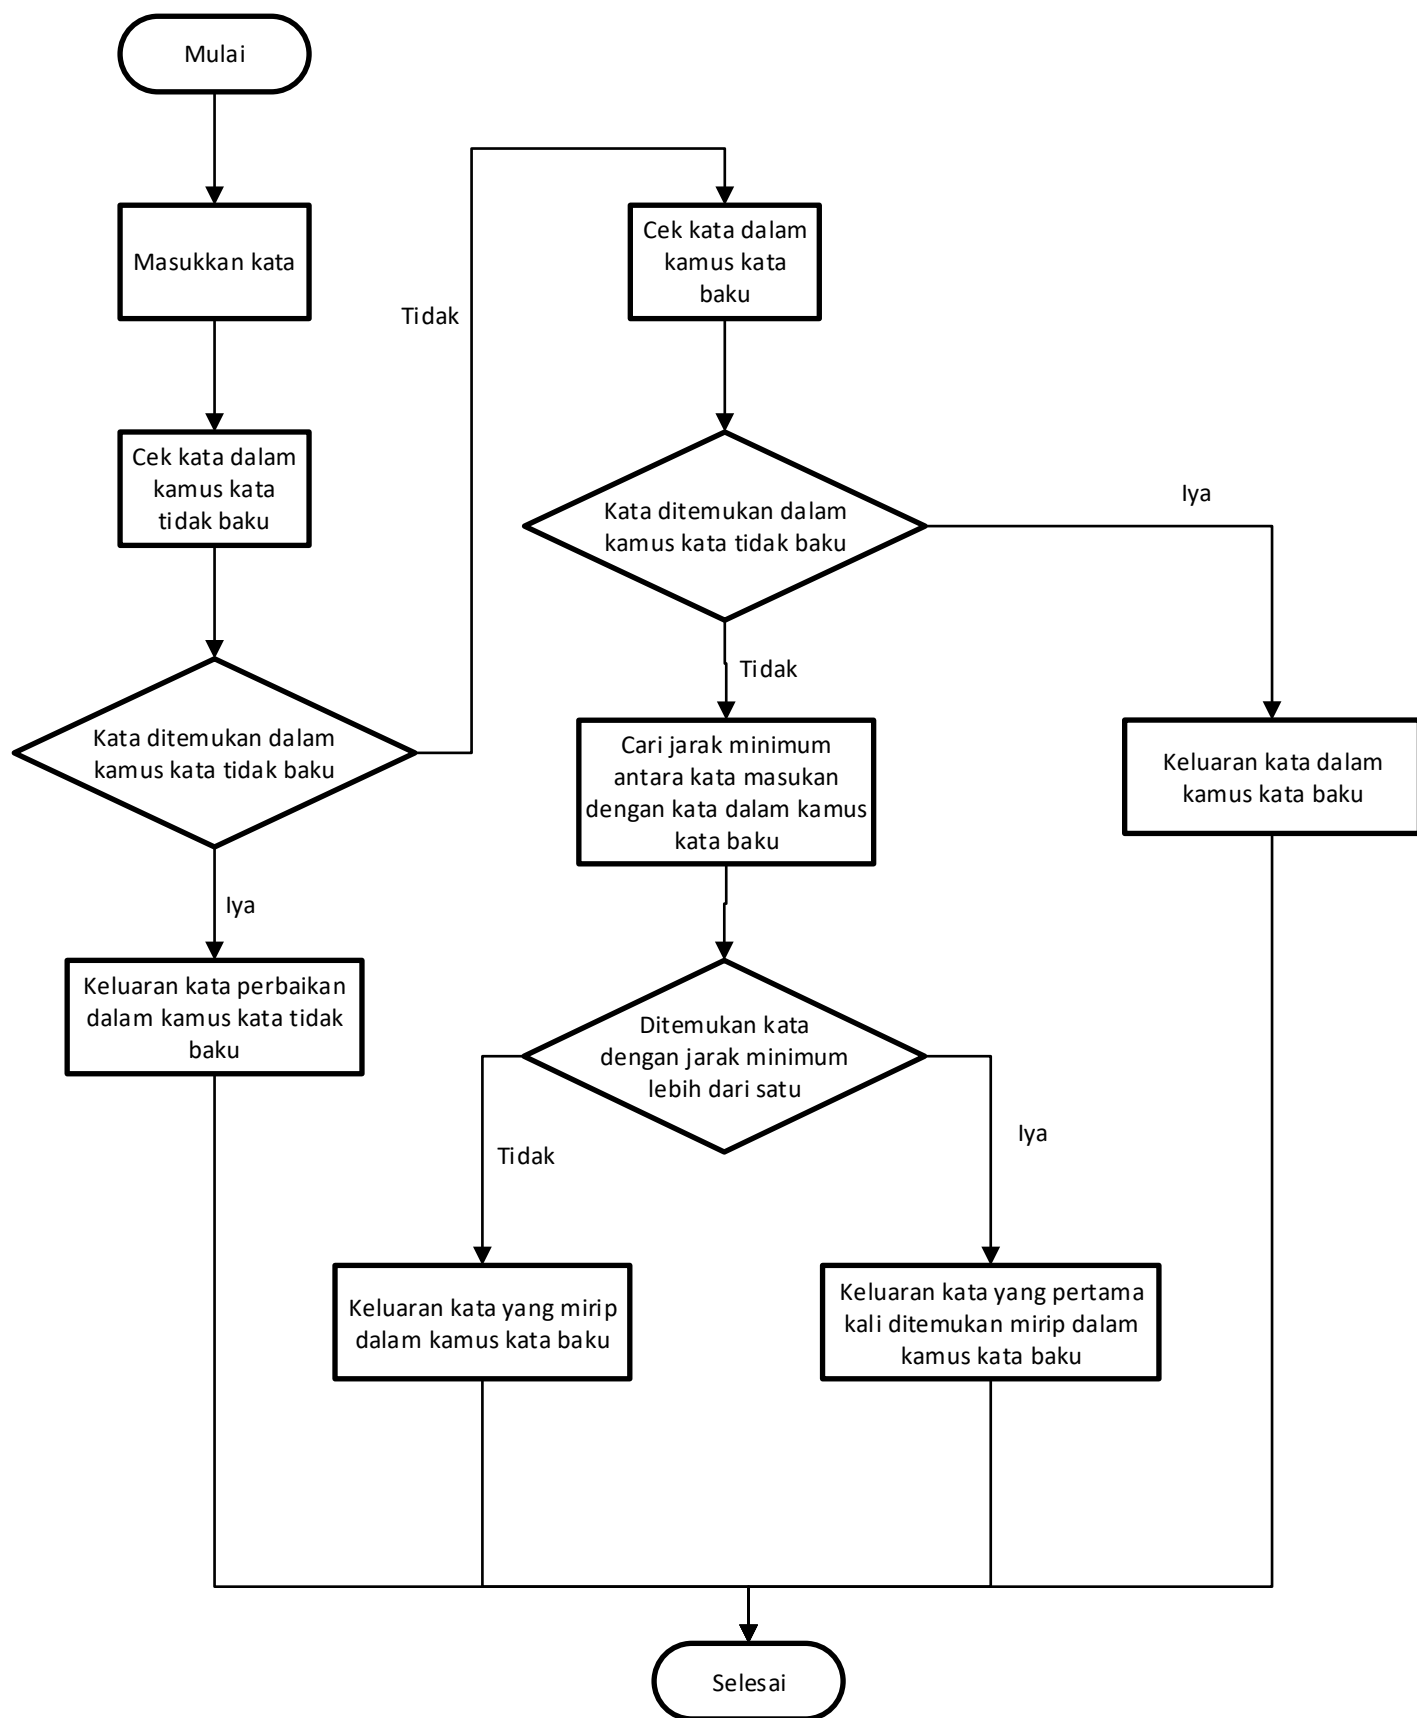 Mulai
Masukkan kata
Cek kata dalam
kamus kata
tidak baku
Kata ditemukan dalam
kamus kata tidak baku
Iya
Keluaran kata perbaikan
dalam kamus kata tidak
baku
Tidak
Cek kata dalam
kamus kata
baku
Kata ditemukan dalam
kamus kata tidak baku
Iya
Keluaran kata dalam
kamus kata baku
Tidak
Cari jarak minimum
antara kata masukan
dengan kata dalam kamus
kata baku
Ditemukan kata
dengan jarak minimum
lebih dari satu
Tidak
Keluaran kata yang mirip
dalam kamus kata baku
Iya
Keluaran kata yang pertama
kali ditemukan mirip dalam
kamus kata baku
Selesai